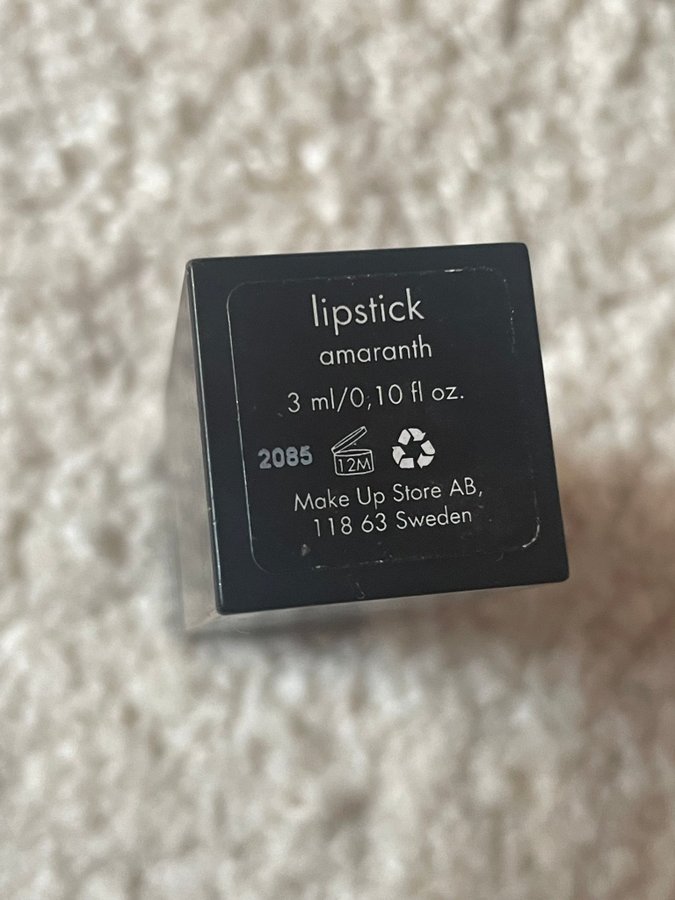 lipstick
amaranth
3 ml/0,10 fl oz.
2085 12M
Make Up Store AB,
118 63 Sweden